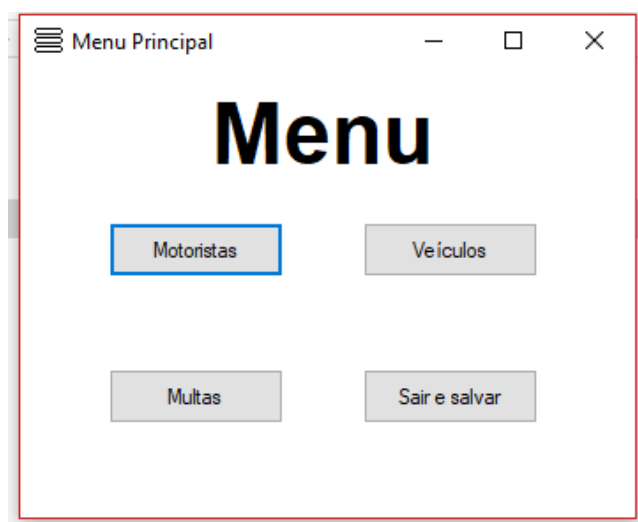 Menu Principal
Menu
Motoristas
Veículos
Multas
Sair e salvar